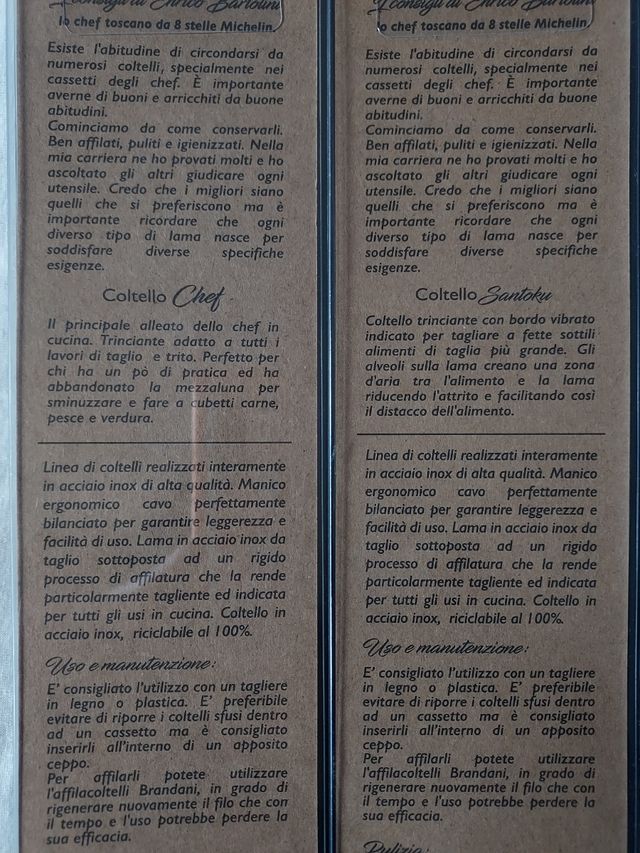 I consigli di Enrico Bartolini
lo chef toscano da 8 stelle Michelin
Esiste l'abitudine di circondarsi da
numerosi coltelli, specialmente nei
cassetti degli chef. È importante
averne di buoni e arricchiti da buone
abitudini.
Cominciamo da come conservarli.
Ben affilati, puliti e igienizzati. Nella
mia carriera ne ho provati molti e ho
ascoltato gli altri giudicare ogni
utensile. Credo che i migliori siano
quelli che si preferiscono ma è
importante ricordare che ogni
diverso tipo di lama nasce per
soddisfare diverse specifiche
esigenze.
Coltello Chef
Il principale alleato dello chef in
cucina. Trinciante adatto a tutti i
lavori di taglio e trito. Perfetto per
chi ha un pò di pratica ed ha
abbandonato la mezzaluna per
sminuzzare e fare a cubetti carne,
pesce e verdura.
Linea di coltelli realizzati interamente
in acciaio inox di alta qualità. Manico
ergonomico cavo perfettamente
bilanciato per garantire leggerezza e
facilità di uso. Lama in acciaio inox da
taglio sottoposta ad un rigido
processo di affilatura che la rende
particolarmente tagliente ed indicata
per tutti gli usi in cucina. Coltello in
acciaio inox, riciclabile al 100%.
Uso e manutenzione:
E' consigliato l'utilizzo con un tagliere
in legno o plastica. E' preferibile
evitare di riporre i coltelli sfusi dentro
ad un cassetto ma è consigliato
inserirli all'interno di un apposito
ceppo.
Per affilarli potete utilizzare
l'affilacoltelli Brandani, in grado di
rigenerare nuovamente il filo che con
il tempo e l'uso potrebbe perdere la
sua efficacia.
I consigli di Enrico Bartolini
lo chef toscano da 8 stelle Michelin
Esiste l'abitudine di circondarsi da
numerosi coltelli, specialmente nei
cassetti degli chef. È importante
averne di buoni e arricchiti da buone
abitudini.
Cominciamo da come conservarli.
Ben affilati, puliti e igienizzati. Nella
mia carriera ne ho provati molti e ho
ascoltato gli altri giudicare ogni
utensile. Credo che i migliori siano
quelli che si preferiscono ma è
importante ricordare che ogni
diverso tipo di lama nasce per
soddisfare diverse specifiche
esigenze.
Coltello Santoku
Coltello trinciante con bordo vibrato
indicato per tagliare a fette sottili
alimenti di taglia più grande. Gli
alveoli sulla lama creano una zona
d'aria tra l'alimento e la lama
riducendo l'attrito e facilitando così
il distacco dell'alimento.
Linea di coltelli realizzati interamente
in acciaio inox di alta qualità. Manico
ergonomico cavo perfettamente
bilanciato per garantire leggerezza e
facilità di uso. Lama in acciaio inox da
taglio sottoposta ad un rigido
processo di affilatura che la rende
particolarmente tagliente ed indicata
per tutti gli usi in cucina. Coltello in
acciaio inox, riciclabile al 100%.
Uso e manutenzione:
E' consigliato l'utilizzo con un tagliere
in legno o plastica. E' preferibile
evitare di riporre i coltelli sfusi dentro
ad un cassetto ma è consigliato
inserirli all'interno di un apposito
ceppo.
Per affilarli potete utilizzare
l'affilacoltelli Brandani, in grado di
rigenerare nuovamente il filo che con
il tempo e l'uso potrebbe perdere la
sua efficacia.
Pulizia: